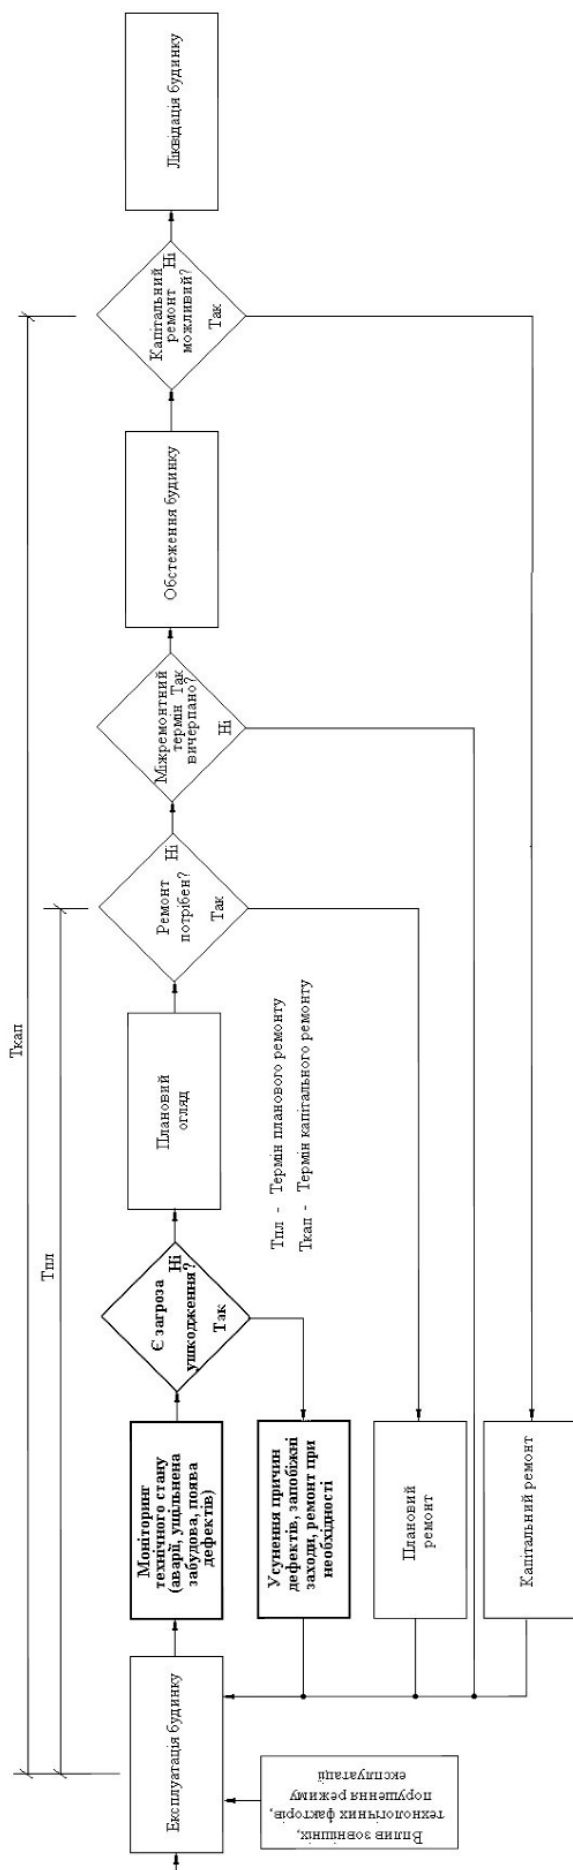 Ткап
Тпл
Експлуатація будинку
Моніторинг
технічного стану
(аварії, ущільнена
забудова, поява
дефектів)
Є загроза
ушкодження?
Ні
Так
Плановий
огляд
Ремонт
потрібен?
Ні
Так
Міжремонтний
термін Так
вичерпано?
Ні
Обстеження будинку
Капітальний
ремонт
можливий?
Ні
Так
Ліквідація будинку
Вплив зовнішніх,
технологічних факторів,
порушення режиму
експлуатації
Усунення причин
дефектів, запобіжні
заходи, ремонт при
необхідності
Тпл - Термін планового ремонту
Ткап - Термін капітального ремонту
Плановий
ремонт
Капітальний ремонт